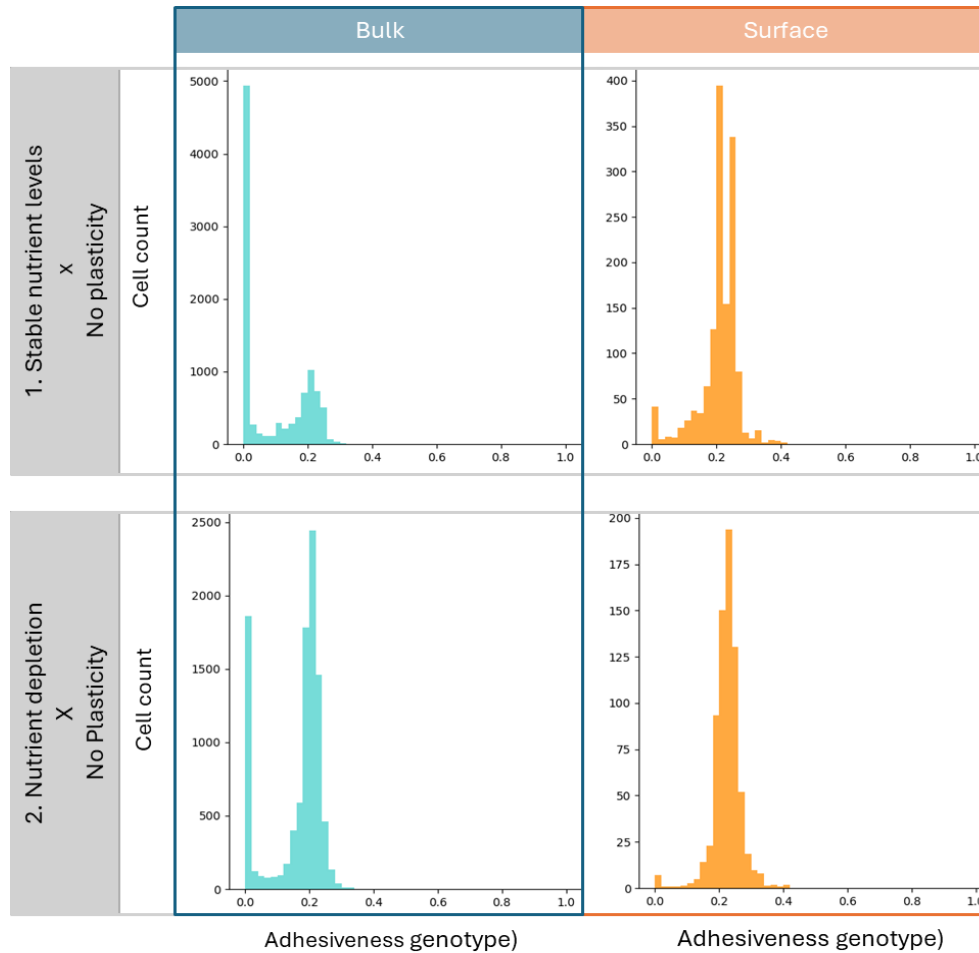 Bulk
Surface
1. Stable nutrient levels
x
No plasticity
Cell count
5000
4000
3000
2000
1000
0
0.0 0.2 0.4 0.6 0.8 1.0
400
350
300
250
200
150
100
50
0
0.0 0.2 0.4 0.6 0.8 1.0
2. Nutrient depletion
X
No Plasticity
Cell count
2500
2000
1500
1000
500
0
0.0 0.2 0.4 0.6 0.8 1.0
200
175
150
125
100
75
50
25
0
0.0 0.2 0.4 0.6 0.8 1.0
Adhesiveness genotype)
Adhesiveness genotype)